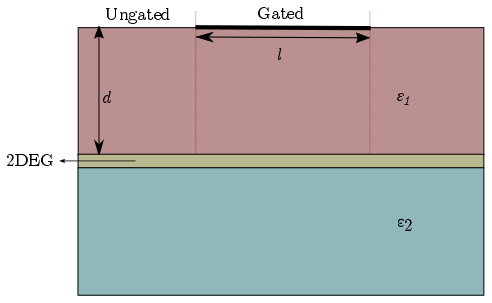 Ungated
Gated
l
d
ε1
2DEG
ε2